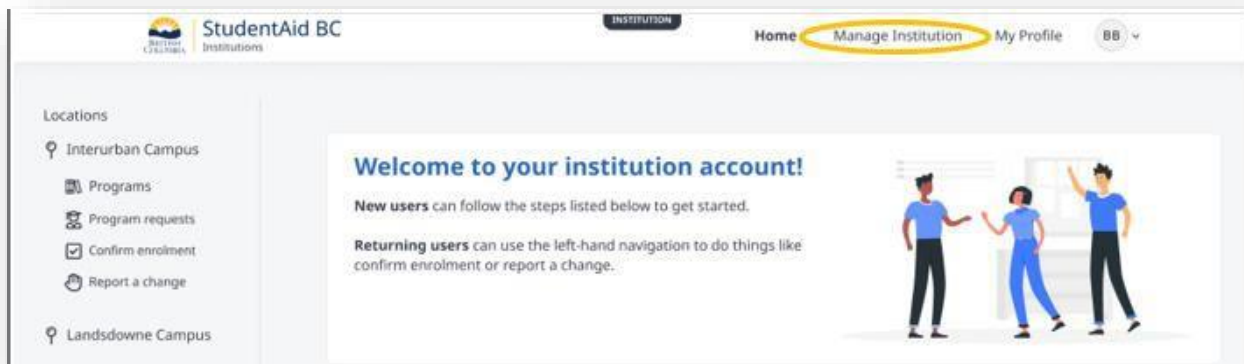 BRITISH
COLUMBIA
StudentAid BC
Institutions
INSTITUTION
Home Manage Institution My Profile BB
Locations
Interurban Campus
Programs
Program requests
Confirm enrolment
Report a change
Landsdowne Campus
Welcome to your institution account!
New users can follow the steps listed below to get started.
Returning users can use the left-hand navigation to do things like
confirm enrolment or report a change.